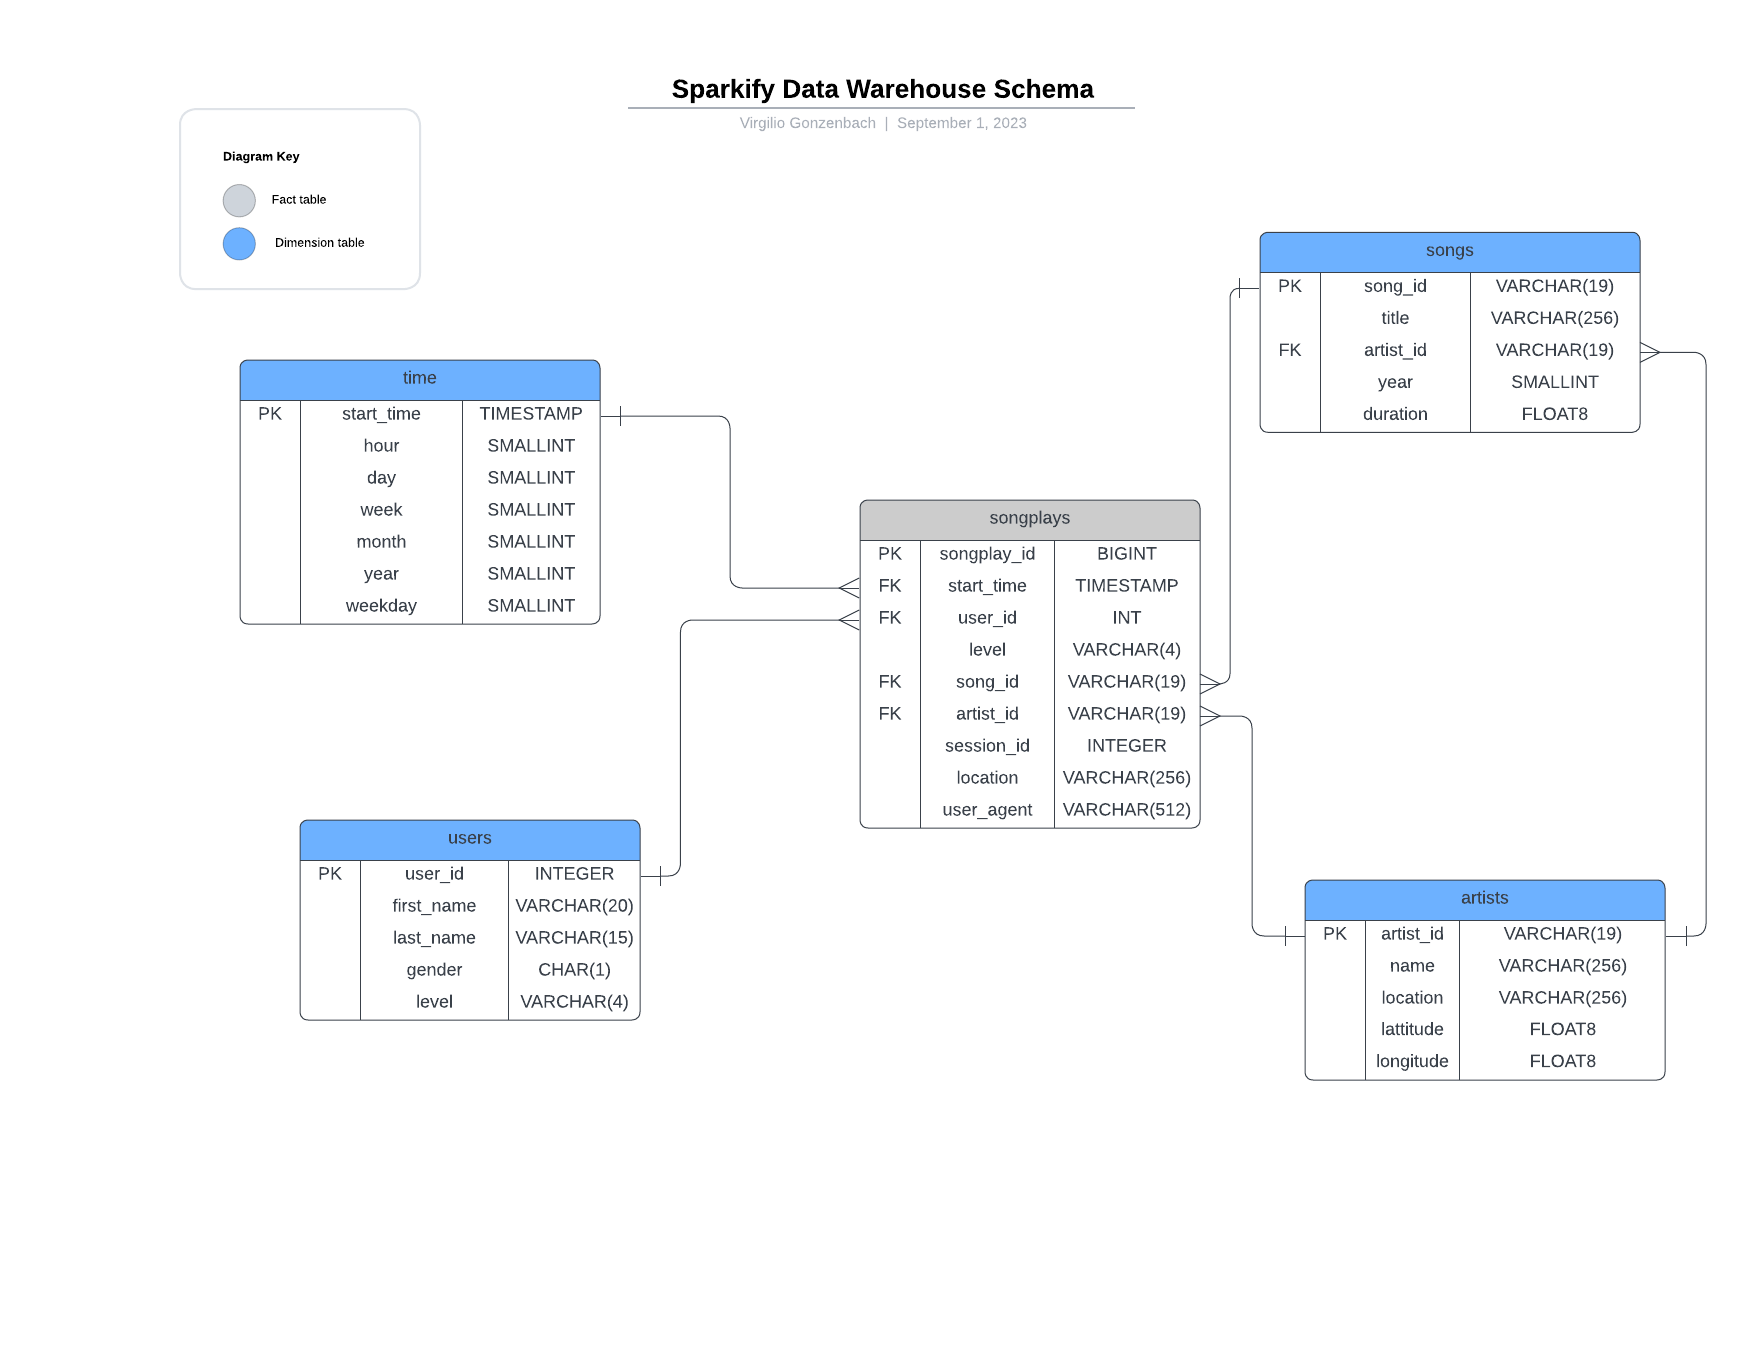 Sparkify Data Warehouse Schema
Virgilio Gonzenbach | September 1, 2023
Diagram Key
Fact table
Dimension table
time
PK start_time TIMESTAMP
hour SMALLINT
day SMALLINT
week SMALLINT
month SMALLINT
year SMALLINT
weekday SMALLINT
users
PK user_id INTEGER
first_name VARCHAR(20)
last_name VARCHAR(15)
gender CHAR(1)
level VARCHAR(4)
songplays
PK songplay_id BIGINT
FK start_time TIMESTAMP
FK user_id INT
level VARCHAR(4)
FK song_id VARCHAR(19)
FK artist_id VARCHAR(19)
session_id INTEGER
location VARCHAR(256)
user_agent VARCHAR(512)
songs
PK song_id VARCHAR(19)
title VARCHAR(256)
FK artist_id VARCHAR(19)
year SMALLINT
duration FLOAT8
artists
PK artist_id VARCHAR(19)
name VARCHAR(256)
location VARCHAR(256)
lattitude FLOAT8
longitude FLOAT8